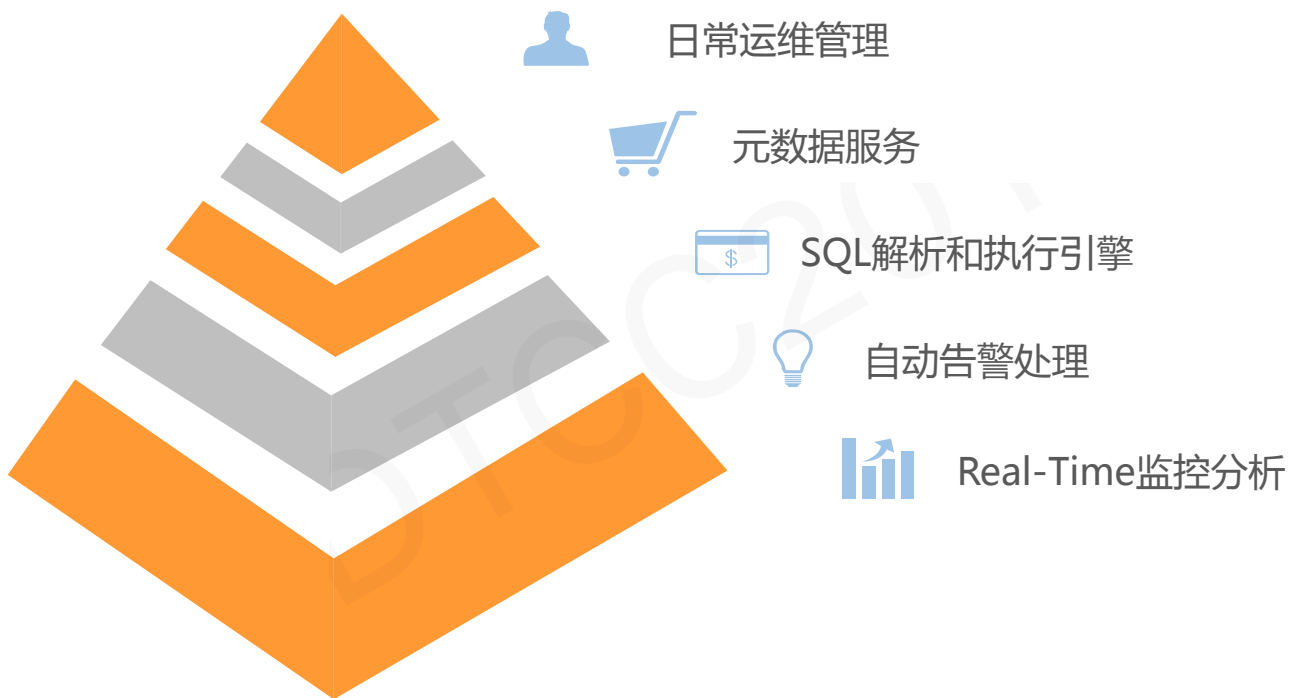 日常运维管理
元数据服务
$
SQL解析和执行引擎
自动告警处理
Real-Time监控分析